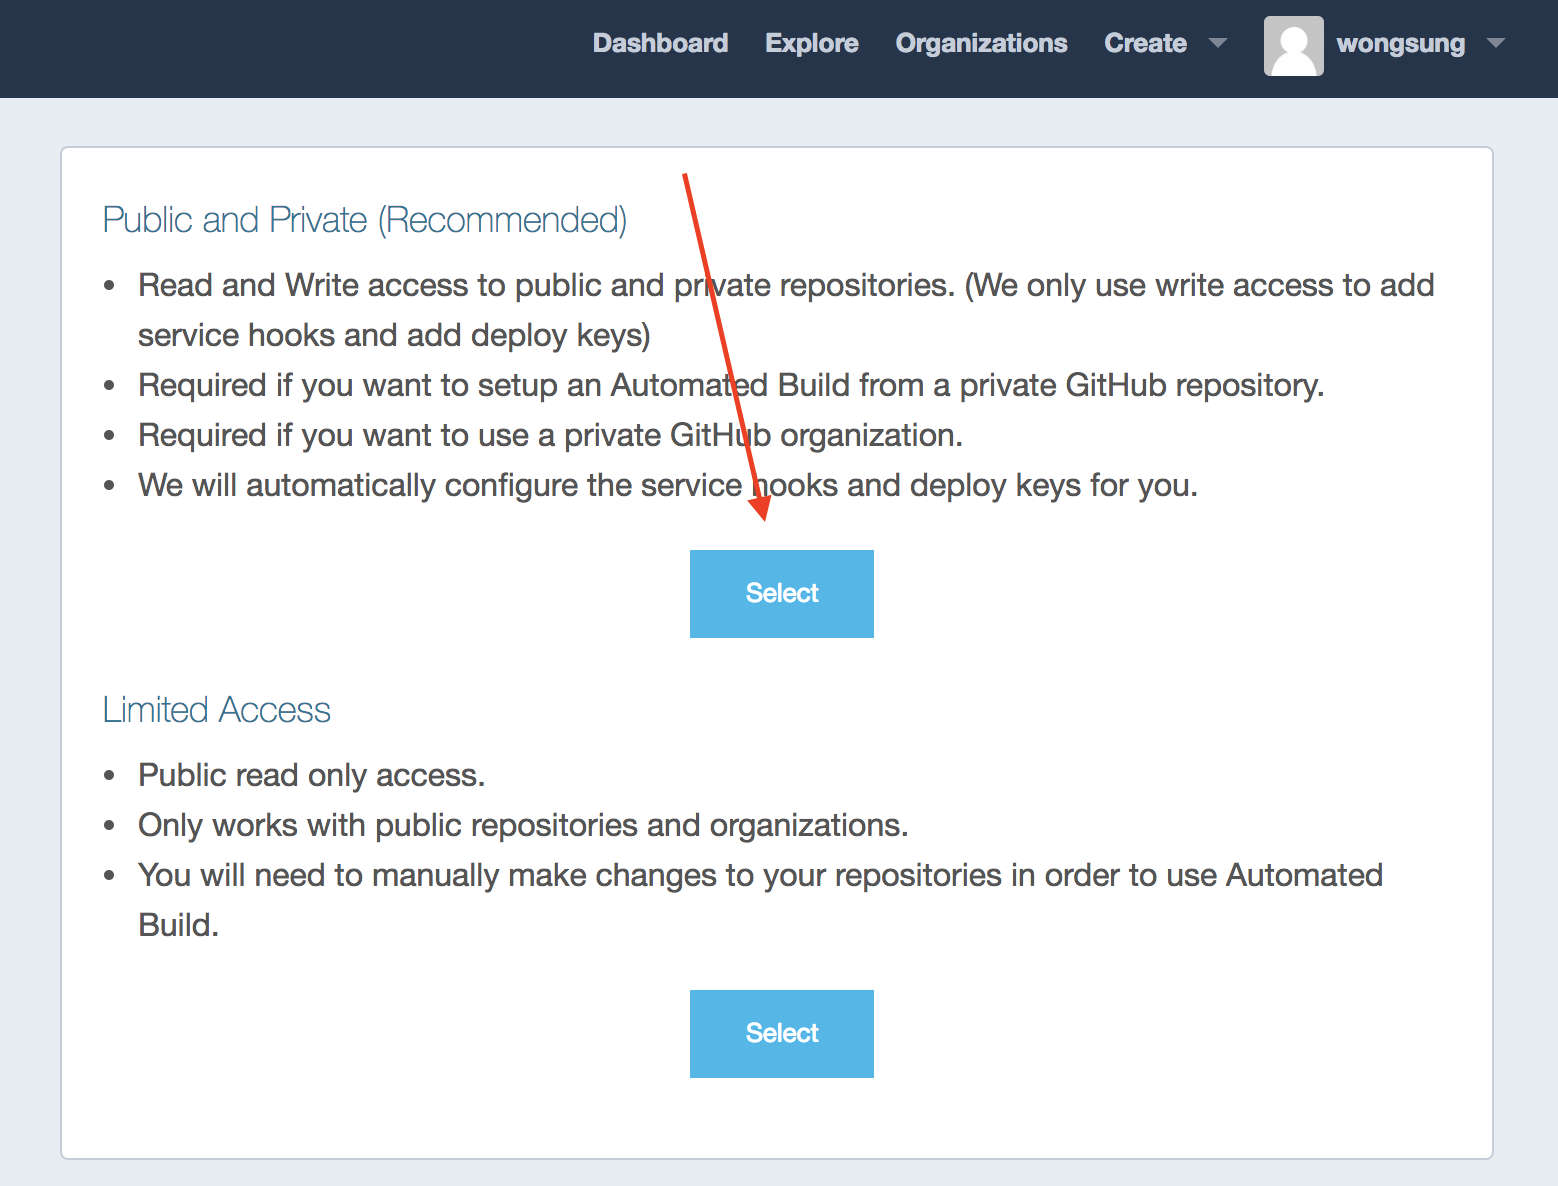 Dashboard Explore Organizations Create wongsung
Public and Private (Recommended)
• Read and Write access to public and private repositories. (We only use write access to add
service hooks and add deploy keys)
• Required if you want to setup an Automated Build from a private GitHub repository.
• Required if you want to use a private GitHub organization.
• We will automatically configure the service hooks and deploy keys for you.
Select
Limited Access
• Public read only access.
• Only works with public repositories and organizations.
• You will need to manually make changes to your repositories in order to use Automated
Build.
Select